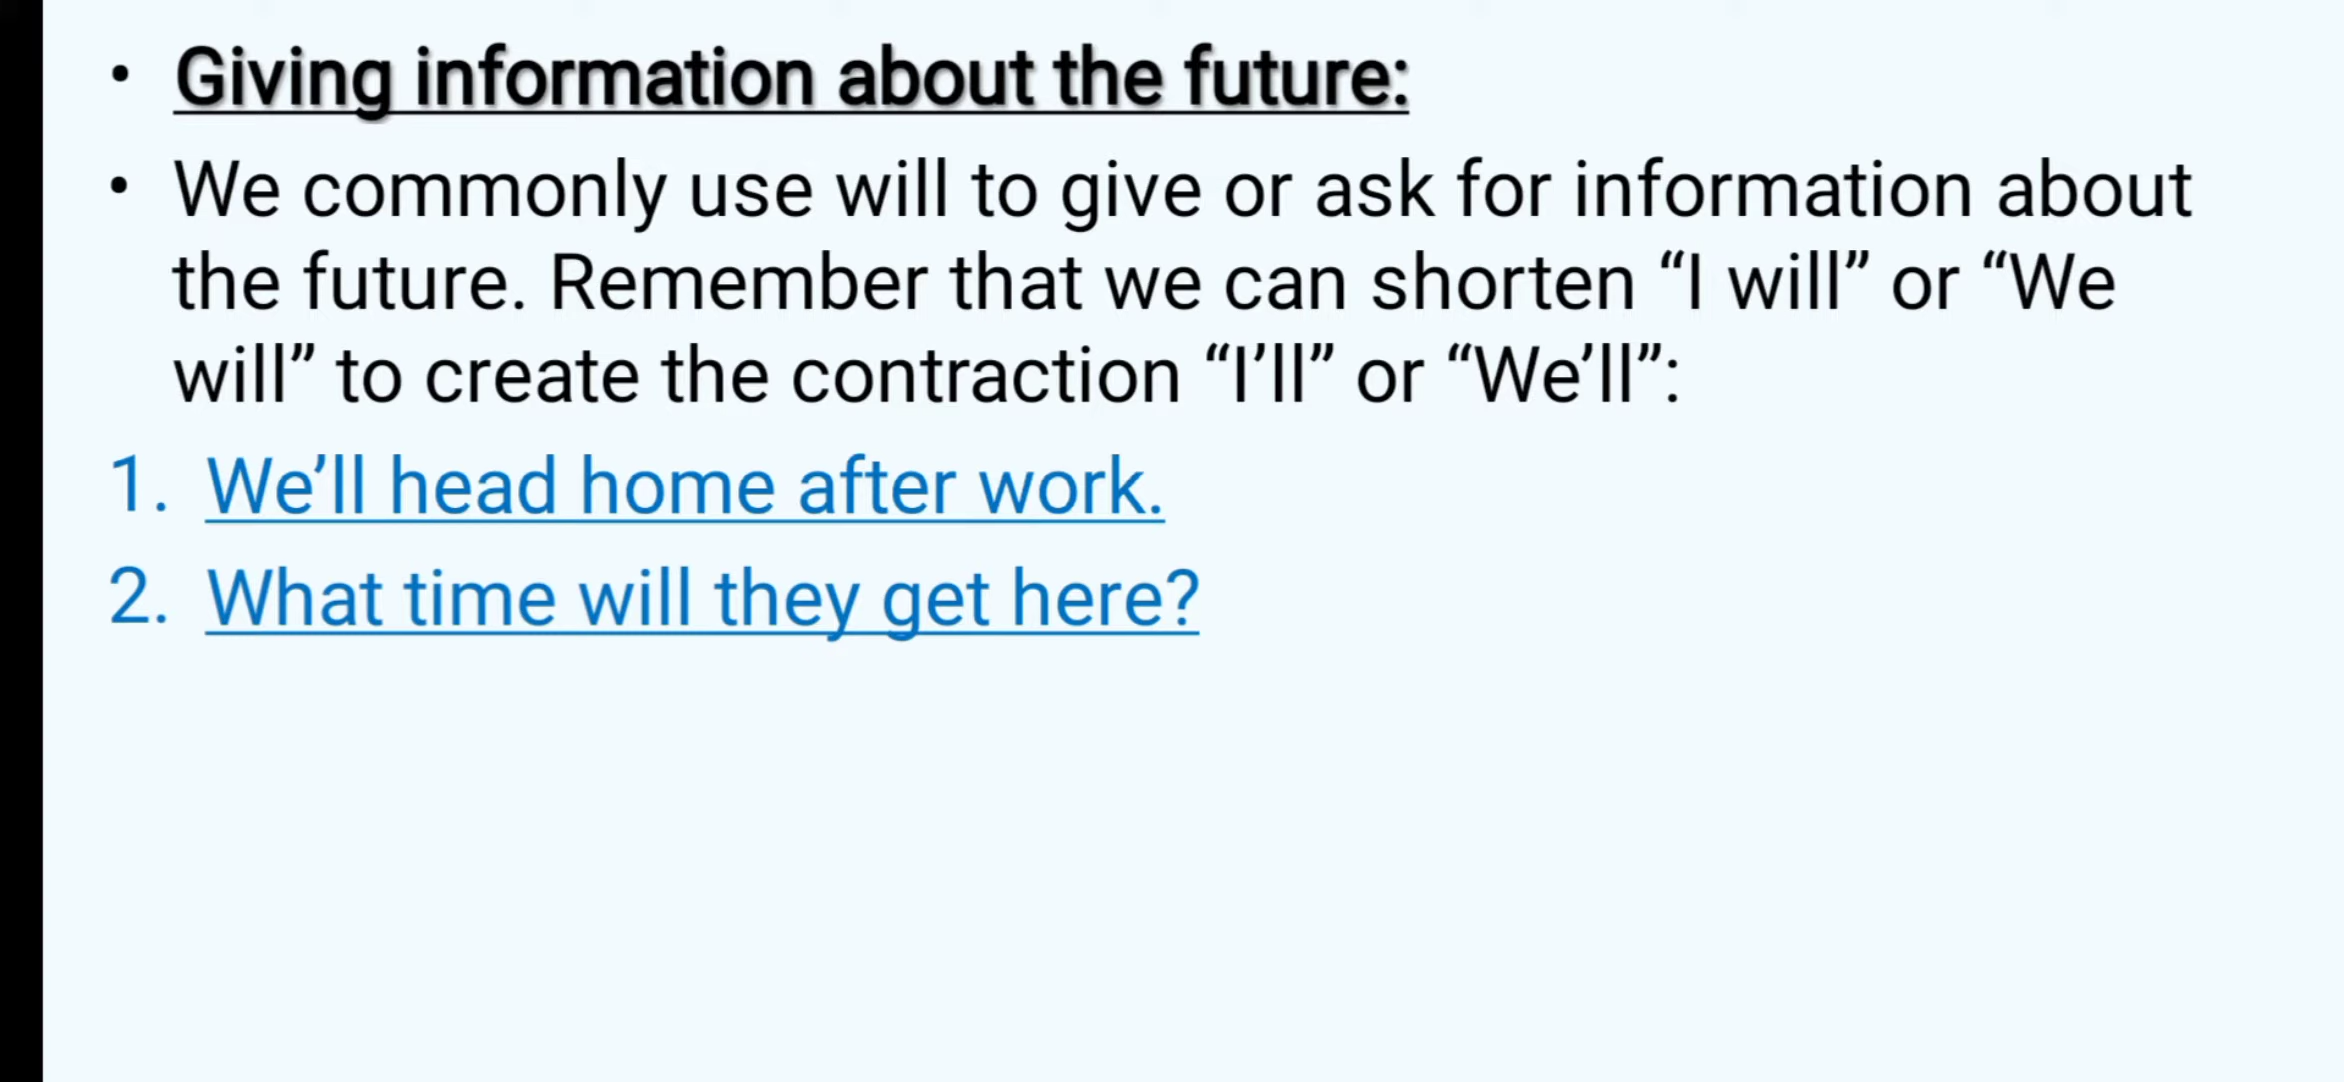 • Giving information about the future:
• We commonly use will to give or ask for information about
the future. Remember that we can shorten “I will” or “We
will” to create the contraction “I’ll” or “We’ll”:
1. We’ll head home after work.
2. What time will they get here?